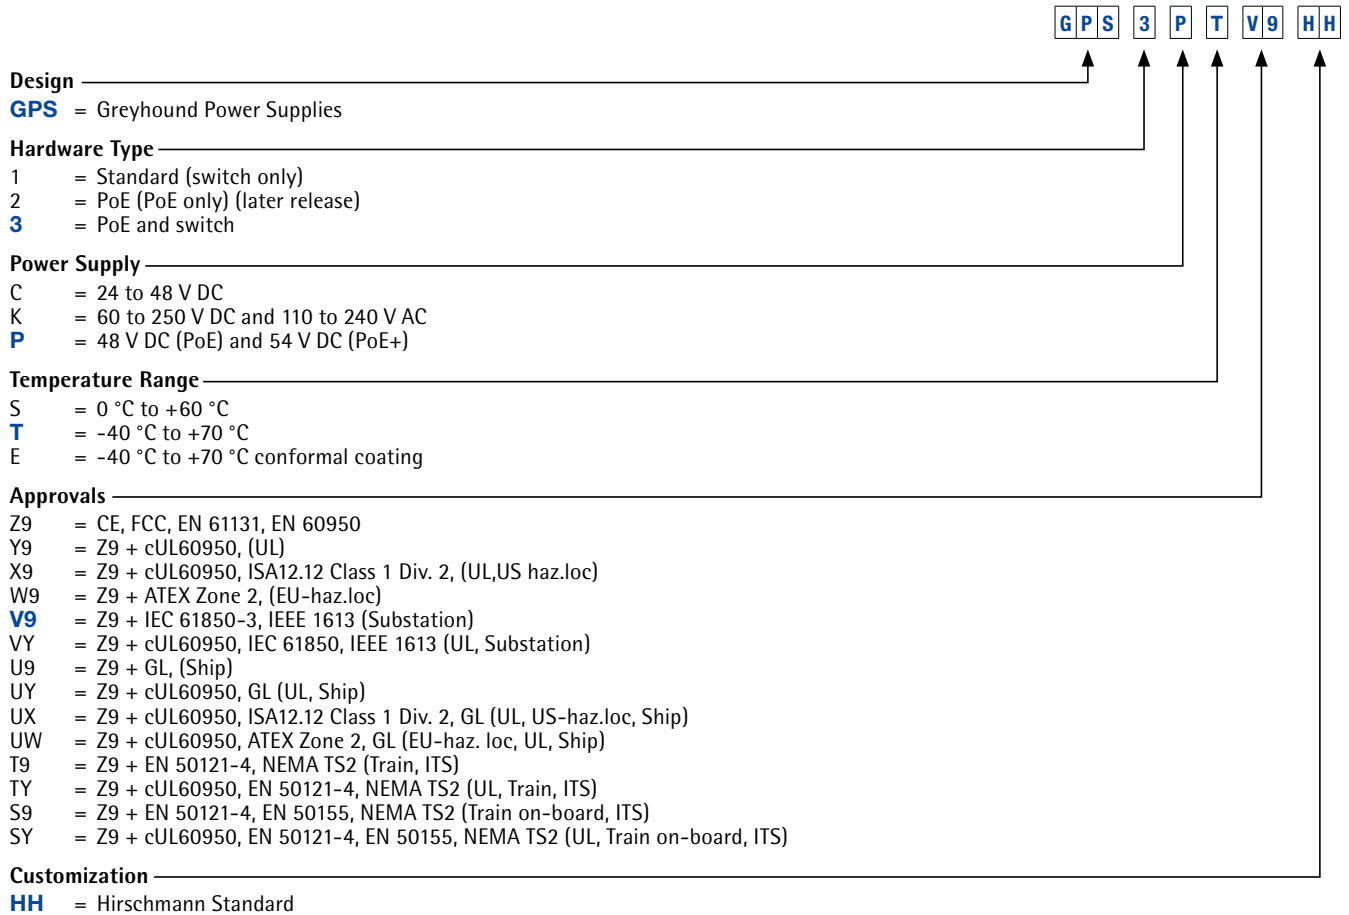 GPS 3 P T V9 HH
Design
GPS = Greyhound Power Supplies
Hardware Type
1 = Standard (switch only)
2 = PoE (PoE only) (later release)
3 = PoE and switch
Power Supply
C = 24 to 48 V DC
K = 60 to 250 V DC and 110 to 240 V AC
P = 48 V DC (PoE) and 54 V DC (PoE+)
Temperature Range
S = 0 °C to +60 °C
T = -40 °C to +70 °C
E = -40 °C to +70 °C conformal coating
Approvals
Z9 = CE, FCC, EN 61131, EN 60950
Y9 = Z9 + cUL60950, (UL)
X9 = Z9 + cUL60950, ISA12.12 Class 1 Div. 2, (UL,US haz.loc)
W9 = Z9 + ATEX Zone 2, (EU-haz.loc)
V9 = Z9 + IEC 61850-3, IEEE 1613 (Substation)
VY = Z9 + cUL60950, IEC 61850, IEEE 1613 (UL, Substation)
U9 = Z9 + GL, (Ship)
UY = Z9 + cUL60950, GL (UL, Ship)
UX = Z9 + cUL60950, ISA12.12 Class 1 Div. 2, GL (UL, US-haz.loc, Ship)
UW = Z9 + cUL60950, ATEX Zone 2, GL (EU-haz. loc, UL, Ship)
T9 = Z9 + EN 50121-4, NEMA TS2 (Train, ITS)
TY = Z9 + cUL60950, EN 50121-4, NEMA TS2 (UL, Train, ITS)
S9 = Z9 + EN 50121-4, EN 50155, NEMA TS2 (Train on-board, ITS)
SY = Z9 + cUL60950, EN 50121-4, EN 50155, NEMA TS2 (UL, Train on-board, ITS)
Customization
HH = Hirschmann Standard